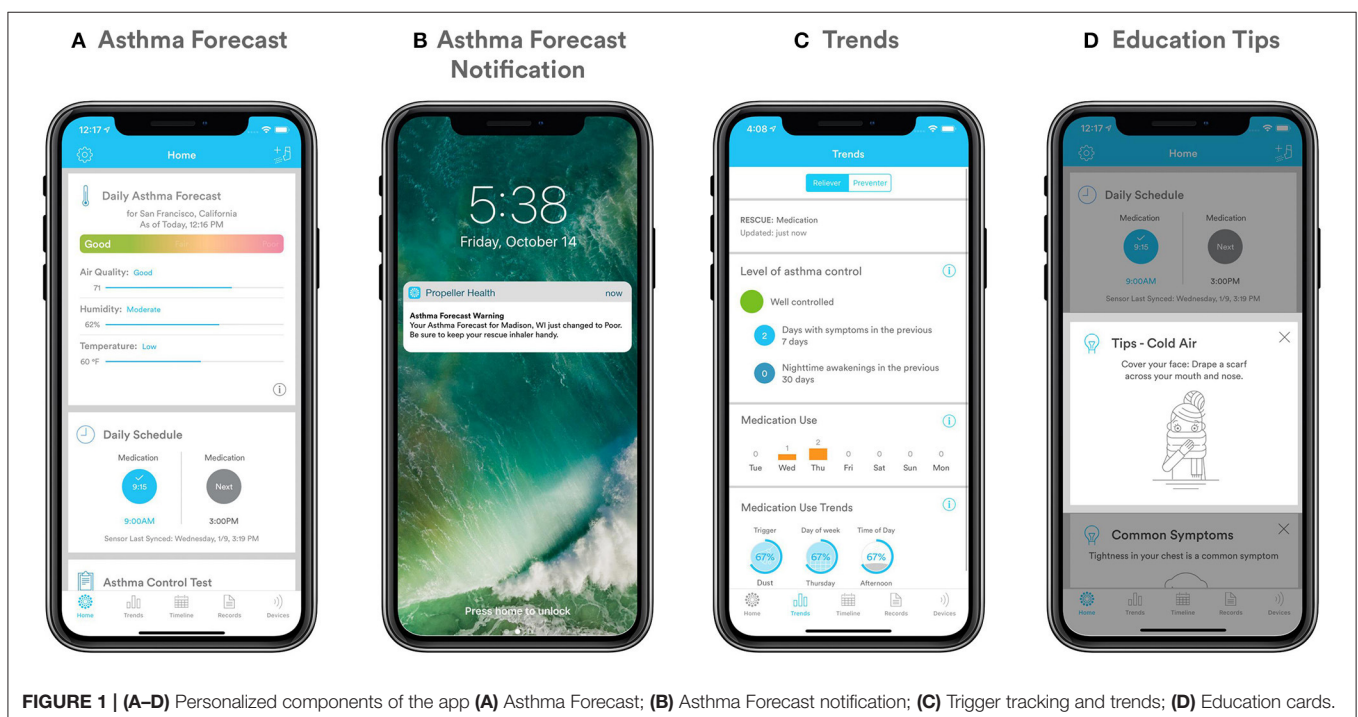 A Asthma Forecast
B Asthma Forecast
Notification
C Trends
D Education Tips
12:17
Home
Daily Asthma Forecast
for San Francisco, California
As of Today, 12:16 PM
Good Fair Poor
Air Quality: Good
71
Humidity: Moderate
62%
Temperature: Low
60 °F
Daily Schedule
Medication Medication
9:15 Next
9:00AM 3:00PM
Sensor Last Synced: Wednesday, 1/9, 3:19 PM
Asthma Control Test
Home Trends Timeline Records Devices
5:38
Friday, October 14
Propeller Health now
Asthma Forecast Warning
Your Asthma Forecast for Madison, WI just changed to Poor.
Be sure to keep your rescue inhaler handy.
Press home to unlock
4:08
Trends
Reliever Preventer
RESCUE: Medication
Updated: just now
Level of asthma control
Well controlled
2 Days with symptoms in the previous
7 days
0 Nighttime awakenings in the previous
30 days
Medication Use
0 1 2 0 0 0 0
Tue Wed Thu Fri Sat Sun Mon
Medication Use Trends
Trigger Day of week Time of Day
67% 67% 67%
Dust Thursday Afternoon
Home Trends Timeline Records Devices
12:17
Home
Daily Schedule
Medication Medication
9:15 Next
9:00AM 3:00PM
Sensor Last Synced: Wednesday, 1/9, 3:19 PM
Tips - Cold Air
Cover your face: Drape a scarf
across your mouth and nose.
Common Symptoms
Tightness in your chest is a common symptom
Home Trends Timeline Records Devices
FIGURE 1 | (A–D) Personalized components of the app (A) Asthma Forecast; (B) Asthma Forecast notification; (C) Trigger tracking and trends; (D) Education cards.